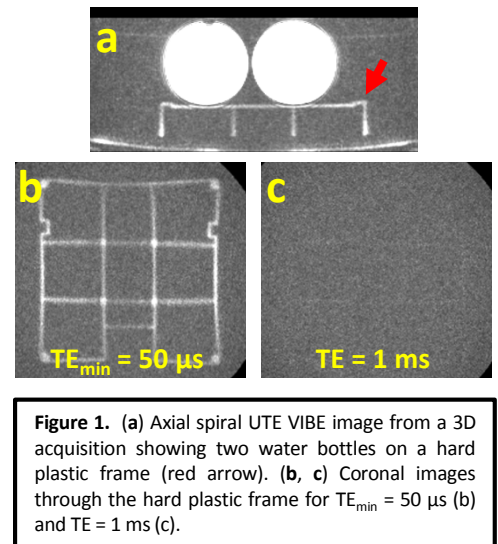 a
b
c
TEmin = 50 µs
TE = 1 ms
Figure 1. (a) Axial spiral UTE VIBE image from a 3D
acquisition showing two water bottles on a hard
plastic frame (red arrow). (b, c) Coronal images
through the hard plastic frame for TEmin = 50 µs (b)
and TE = 1 ms (c).